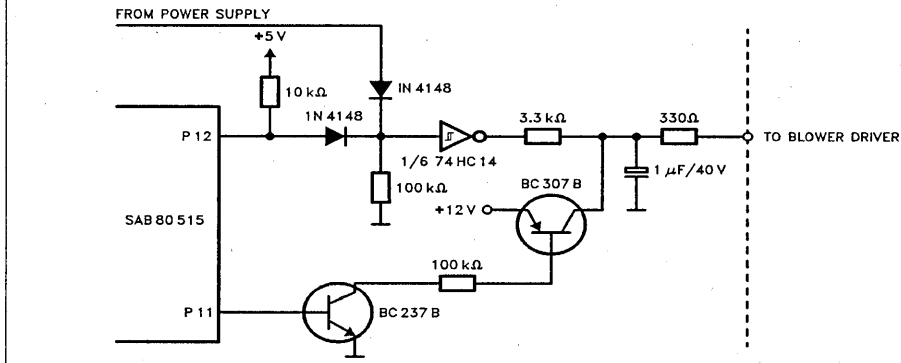 FROM POWER SUPPLY
+5 V
10 kΩ
IN 4148
1N 4148
P 12
3.3 kΩ
330Ω
TO BLOWER DRIVER
1/6 74 HC 14
1 µF/40 V
100 kΩ
BC 307 B
+12 V
SAB 80 515
100 kΩ
P 11
BC 237 B